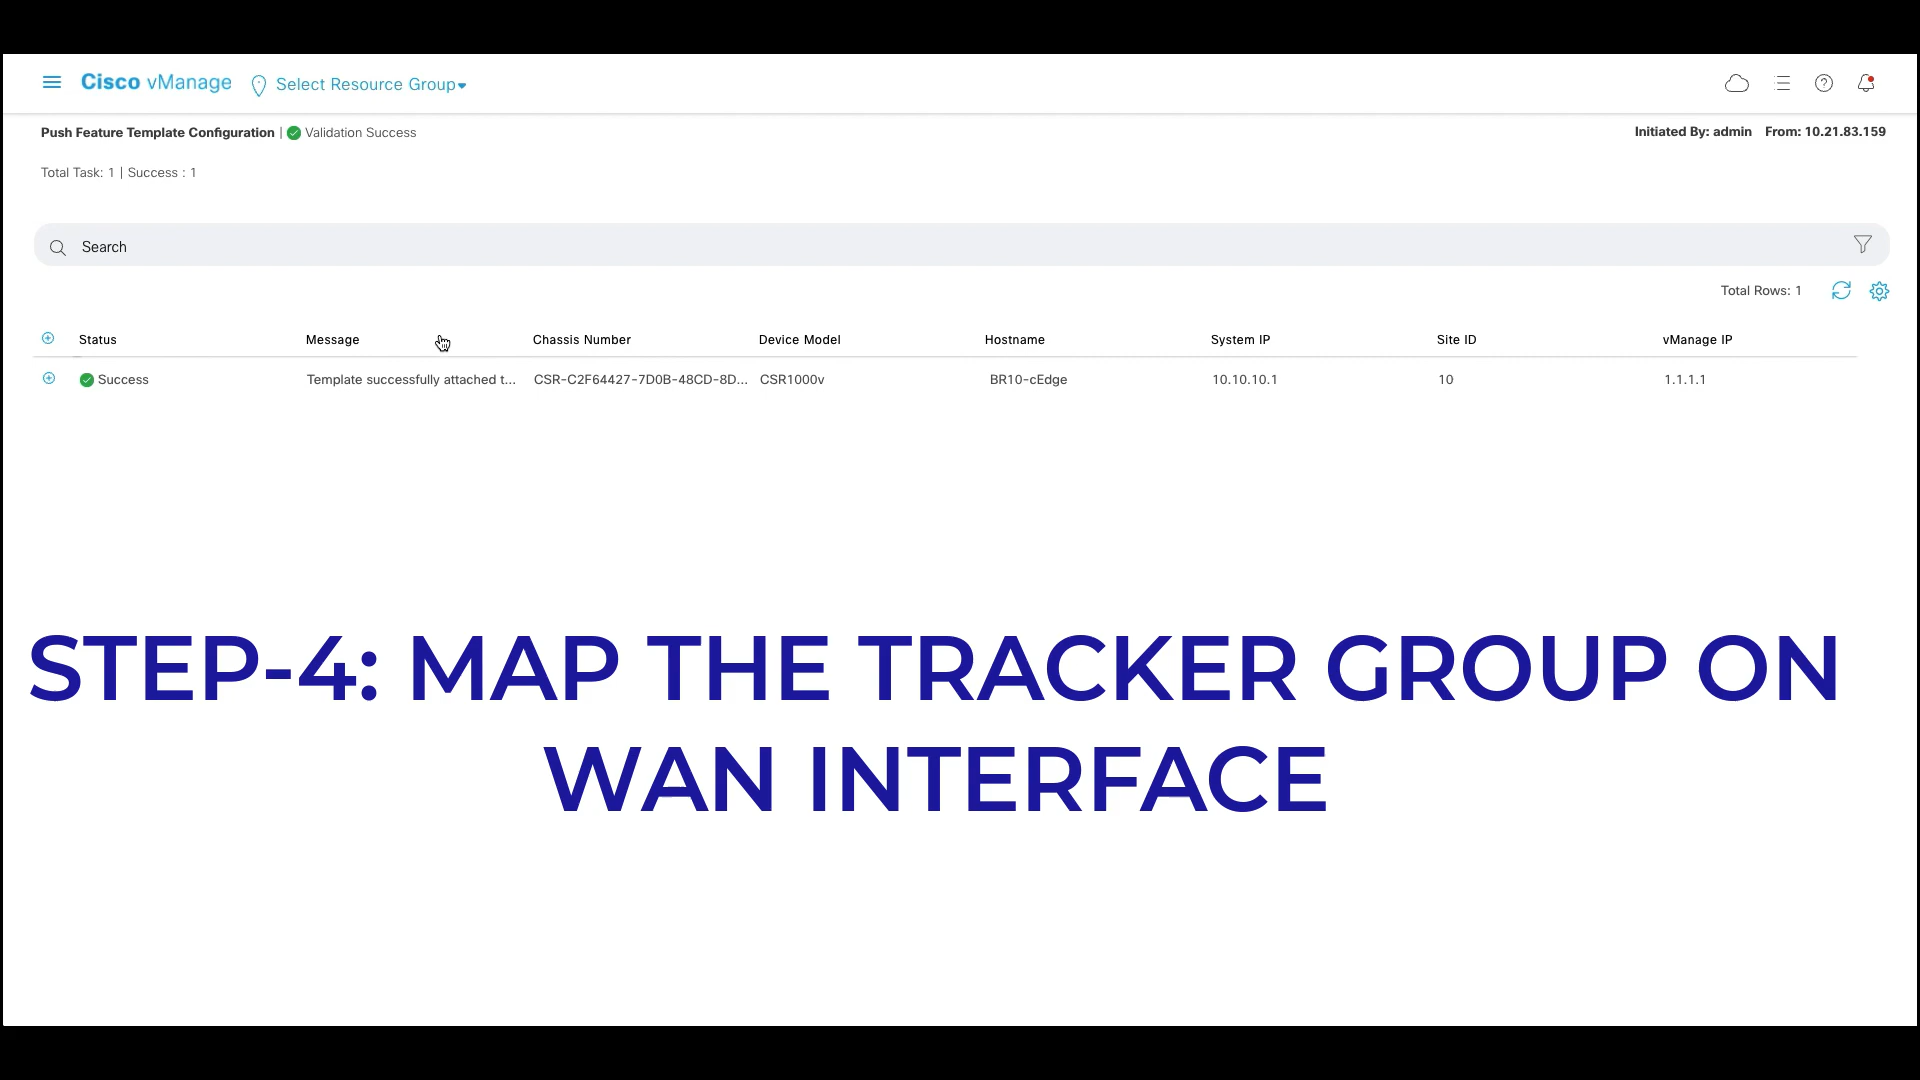 Cisco vManage Select Resource Group
Push Feature Template Configuration | Validation Success Initiated By: admin From: 10.21.83.159
Total Task: 1 | Success : 1
Search
Total Rows: 1
Status Message Chassis Number Device Model Hostname System IP Site ID vManage IP
Success Template successfully attached t... CSR-C2F64427-7D0B-48CD-8D... CSR1000v BR10-cEdge 10.10.10.1 10 1.1.1.1
STEP-4: MAP THE TRACKER GROUP ON
WAN INTERFACE